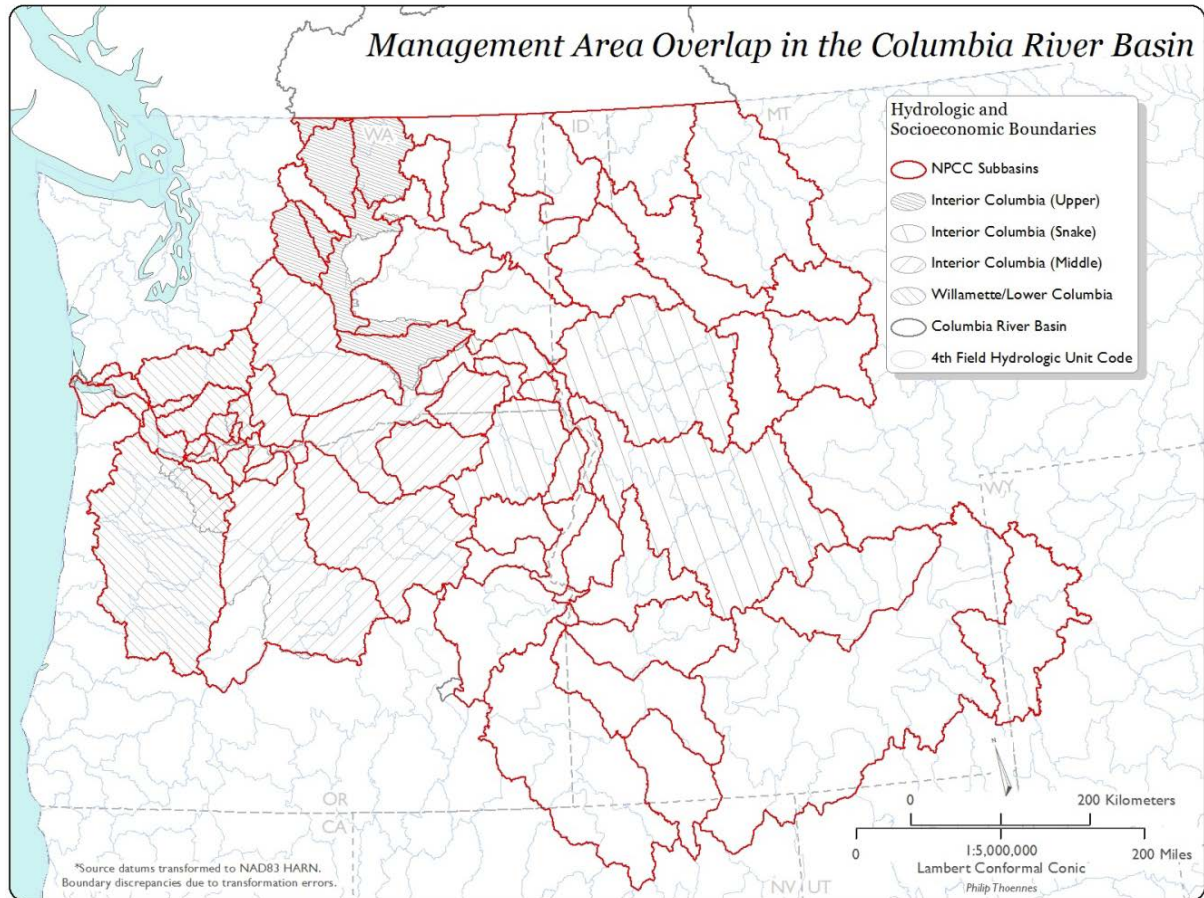 Management Area Overlap in the Columbia River Basin
Hydrologic and
Socioeconomic Boundaries
NPCC Subbasins
Interior Columbia (Upper)
Interior Columbia (Snake)
Interior Columbia (Middle)
Willamette/Lower Columbia
Columbia River Basin
4th Field Hydrologic Unit Code
WA
ID
MT
WY
OR
CA
NV
UT
N
0 200 Kilometers
0 200 Miles
1:5,000,000
Lambert Conformal Conic
Philip Thoennes
*Source datums transformed to NAD83 HARN.
Boundary discrepancies due to transformation errors.